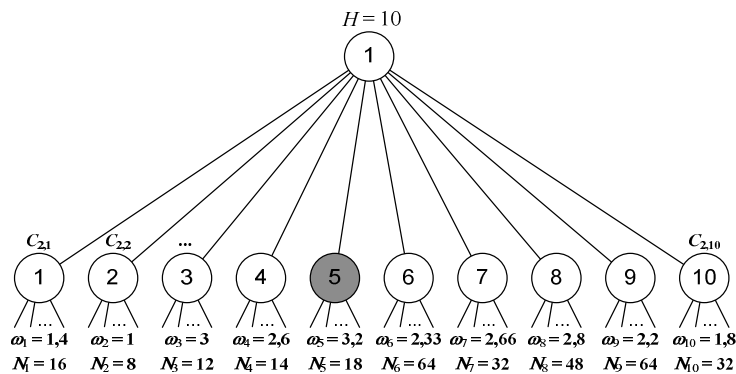 H = 10
1
C2,1 C2,2 ... C2,10
1 2 3 4 5 6 7 8 9 10
... ... ... ... ... ... ... ... ... ...
ω1 = 1,4 ω2 = 1 ω3 = 3 ω4 = 2,6 ω5 = 3,2 ω6 = 2,33 ω7 = 2,66 ω8 = 2,8 ω9 = 2,2 ω10 = 1,8
N1 = 16 N2 = 8 N3 = 12 N4 = 14 N5 = 18 N6 = 64 N7 = 32 N8 = 48 N9 = 64 N10 = 32